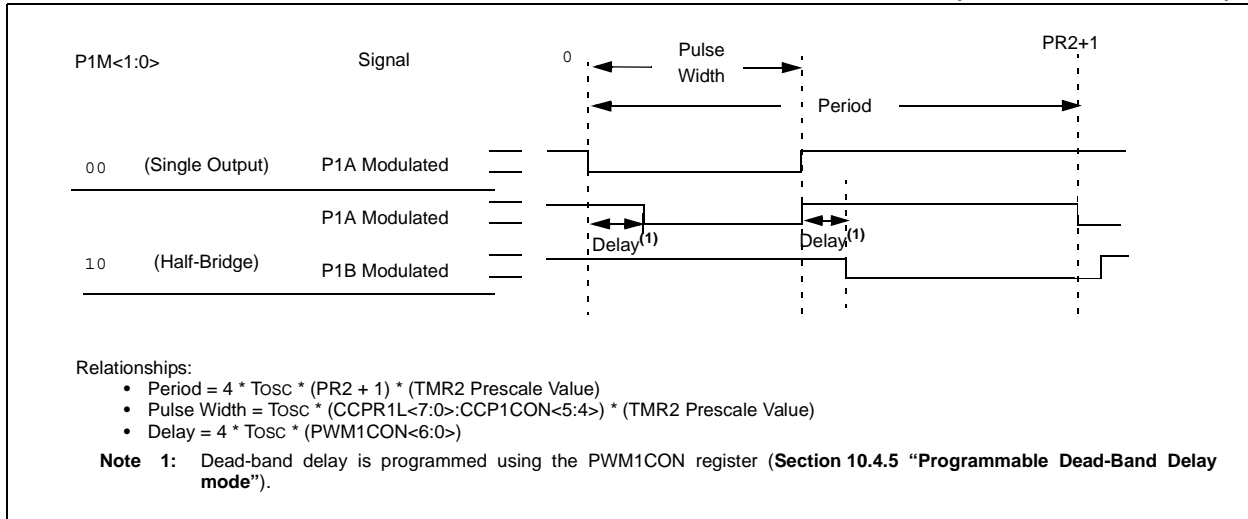 P1M<1:0>
Signal
0
Pulse
Width
PR2+1
Period
00 (Single Output) P1A Modulated
P1A Modulated
Delay(1) Delay(1)
10 (Half-Bridge) P1B Modulated
Relationships:
• Period = 4 * TOSC * (PR2 + 1) * (TMR2 Prescale Value)
• Pulse Width = TOSC * (CCPR1L<7:0>:CCP1CON<5:4>) * (TMR2 Prescale Value)
• Delay = 4 * TOSC * (PWM1CON<6:0>)
Note 1: Dead-band delay is programmed using the PWM1CON register (Section 10.4.5 “Programmable Dead-Band Delay
mode”).